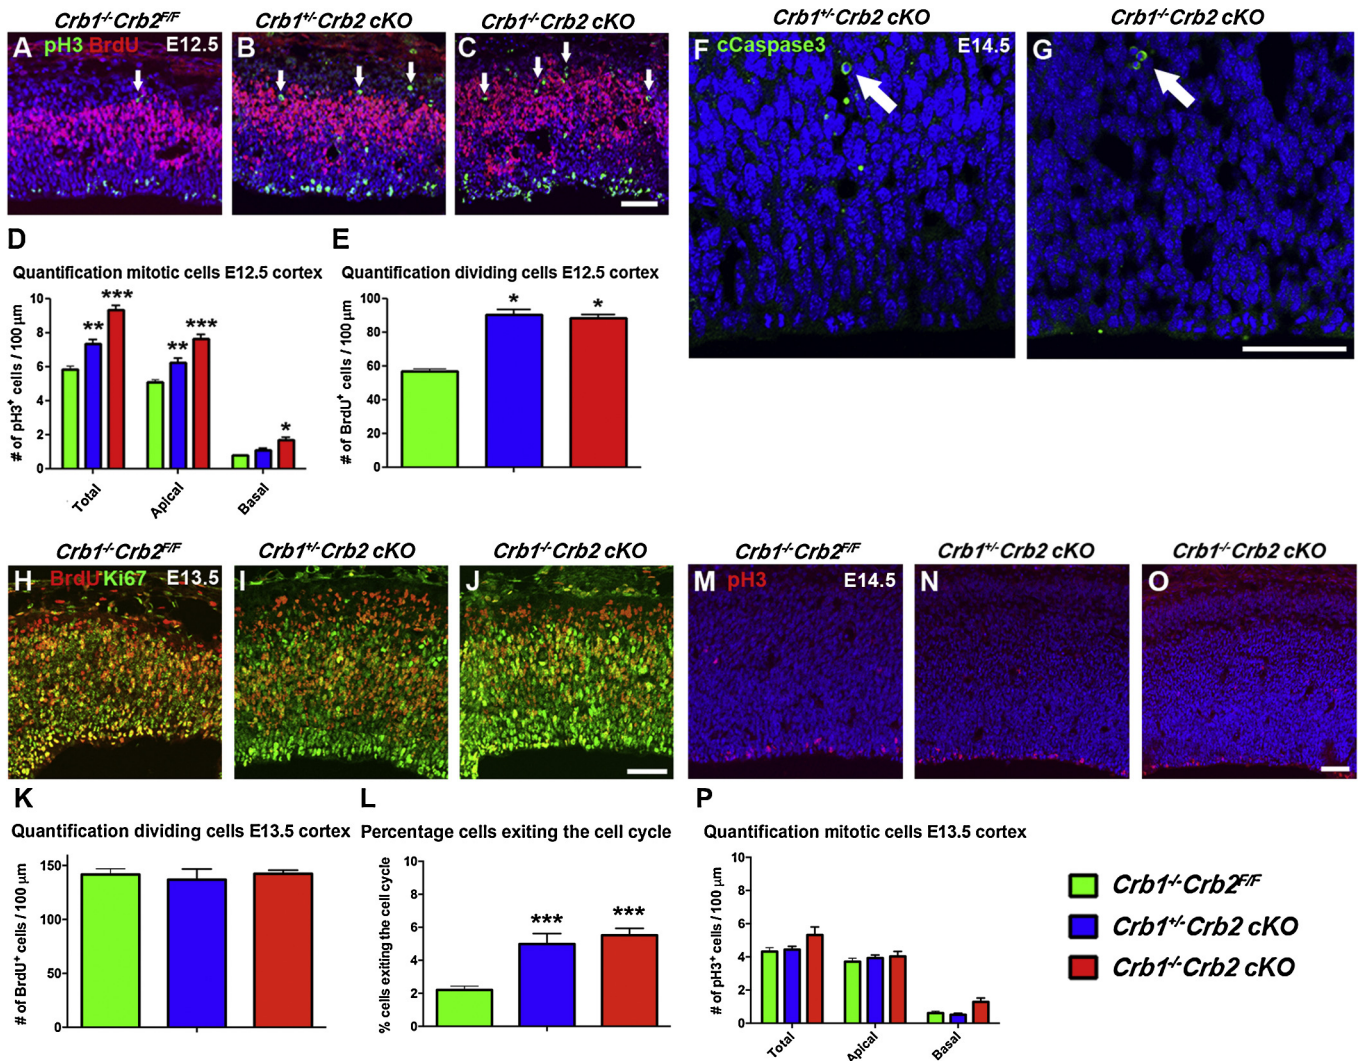 Crb1-/-Crb2F/F
Crb1+/-Crb2 cKO
Crb1-/-Crb2 cKO
A pH3 BrdU E12.5
B
C
Crb1+/-Crb2 cKO
Crb1-/-Crb2 cKO
F cCaspase3 E14.5
G
D
Quantification mitotic cells E12.5 cortex
# of pH3+ cells / 100 µm
10
8
6
4
2
0
** *** ** *** *
Total
Apical
Basal
E
Quantification dividing cells E12.5 cortex
# of BrdU+ cells / 100 µm
100
80
60
40
20
0
* *
Crb1-/-Crb2F/F
Crb1+/-Crb2 cKO
Crb1-/-Crb2 cKO
H BrdU Ki67 E13.5
I
J
Crb1-/-Crb2F/F
Crb1+/-Crb2 cKO
Crb1-/-Crb2 cKO
M pH3 E14.5
N
O
K
Quantification dividing cells E13.5 cortex
# of BrdU+ cells / 100 µm
150
100
50
0
L
Percentage cells exiting the cell cycle
% cells exiting the cell cycle
10
8
6
4
2
0
*** ***
P
Quantification mitotic cells E13.5 cortex
# of pH3+ cells / 100 µm
10
8
6
4
2
0
Total
Apical
Basal
Crb1-/-Crb2F/F
Crb1+/-Crb2 cKO
Crb1-/-Crb2 cKO